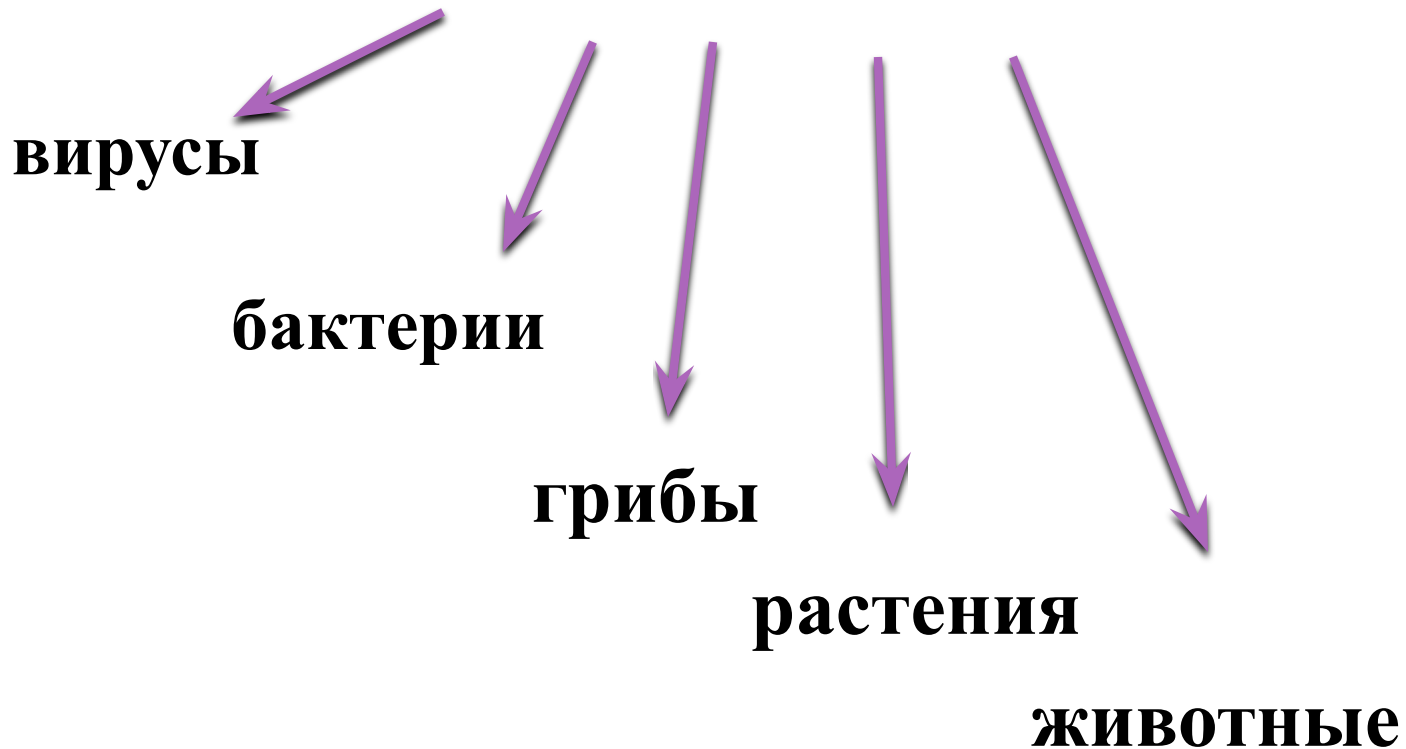 вирусы
бактерии
грибы
растения
животные